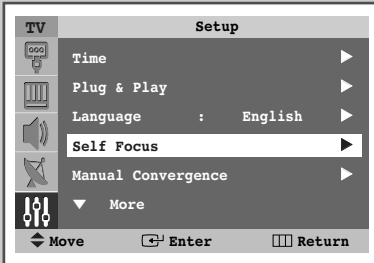 TV Setup
Time
Plug & Play
Language : English
Self Focus
Manual Convergence
More
Move Enter Return